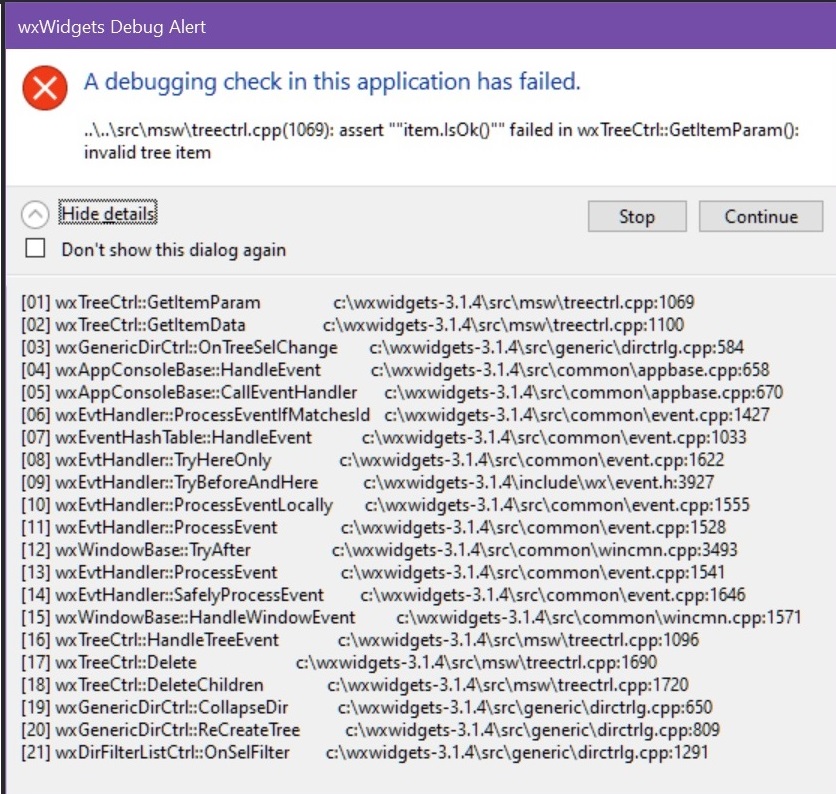 wxWidgets Debug Alert
A debugging check in this application has failed.
..\..\src\msw\treectrl.cpp(1069): assert ""item.IsOk()"" failed in wxTreeCtrl::GetItemParam():
invalid tree item
Hide details
Stop
Continue
Don't show this dialog again
[01] wxTreeCtrl::GetItemParam c:\wxwidgets-3.1.4\src\msw\treectrl.cpp:1069
[02] wxTreeCtrl::GetItemData c:\wxwidgets-3.1.4\src\msw\treectrl.cpp:1100
[03] wxGenericDirCtrl::OnTreeSelChange c:\wxwidgets-3.1.4\src\generic\dirctrlg.cpp:584
[04] wxAppConsoleBase::HandleEvent c:\wxwidgets-3.1.4\src\common\appbase.cpp:658
[05] wxAppConsoleBase::CallEventHandler c:\wxwidgets-3.1.4\src\common\appbase.cpp:670
[06] wxEvtHandler::ProcessEventIfMatchesId c:\wxwidgets-3.1.4\src\common\event.cpp:1427
[07] wxEventHashTable::HandleEvent c:\wxwidgets-3.1.4\src\common\event.cpp:1033
[08] wxEvtHandler::TryHereOnly c:\wxwidgets-3.1.4\src\common\event.cpp:1622
[09] wxEvtHandler::TryBeforeAndHere c:\wxwidgets-3.1.4\include\wx\event.h:3927
[10] wxEvtHandler::ProcessEventLocally c:\wxwidgets-3.1.4\src\common\event.cpp:1555
[11] wxEvtHandler::ProcessEvent c:\wxwidgets-3.1.4\src\common\event.cpp:1528
[12] wxWindowBase::TryAfter c:\wxwidgets-3.1.4\src\common\wincmn.cpp:3493
[13] wxEvtHandler::ProcessEvent c:\wxwidgets-3.1.4\src\common\event.cpp:1541
[14] wxEvtHandler::SafelyProcessEvent c:\wxwidgets-3.1.4\src\common\event.cpp:1646
[15] wxWindowBase::HandleWindowEvent c:\wxwidgets-3.1.4\src\common\wincmn.cpp:1571
[16] wxTreeCtrl::HandleTreeEvent c:\wxwidgets-3.1.4\src\msw\treectrl.cpp:1096
[17] wxTreeCtrl::Delete c:\wxwidgets-3.1.4\src\msw\treectrl.cpp:1690
[18] wxTreeCtrl::DeleteChildren c:\wxwidgets-3.1.4\src\msw\treectrl.cpp:1720
[19] wxGenericDirCtrl::CollapseDir c:\wxwidgets-3.1.4\src\generic\dirctrlg.cpp:650
[20] wxGenericDirCtrl::ReCreateTree c:\wxwidgets-3.1.4\src\generic\dirctrlg.cpp:809
[21] wxDirFilterListCtrl::OnSelFilter c:\wxwidgets-3.1.4\src\generic\dirctrlg.cpp:1291